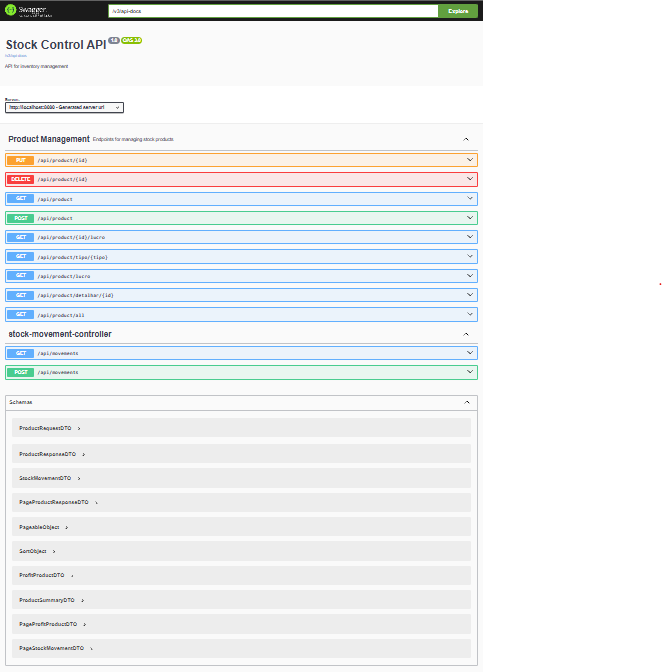 Swagger
/v3/api-docs
Explore
Stock Control API 1.0 OAS 3.0
/v3/api-docs
API for inventory management
Servers
http://localhost:8080 - Generated server url
Product Management Endpoints for managing stock products
PUT /api/product/{id}
DELETE /api/product/{id}
GET /api/product
POST /api/product
GET /api/product/{id}/lucro
GET /api/product/tipo/{tipo}
GET /api/product/lucro
GET /api/product/detalhar/{id}
GET /api/product/all
stock-movement-controller
GET /api/movements
POST /api/movements
Schemas
ProductRequestDTO
ProductResponseDTO
StockMovementDTO
PageProductResponseDTO
PageableObject
SortObject
ProfitProductDTO
ProductSummaryDTO
PageProfitProductDTO
PageStockMovementDTO